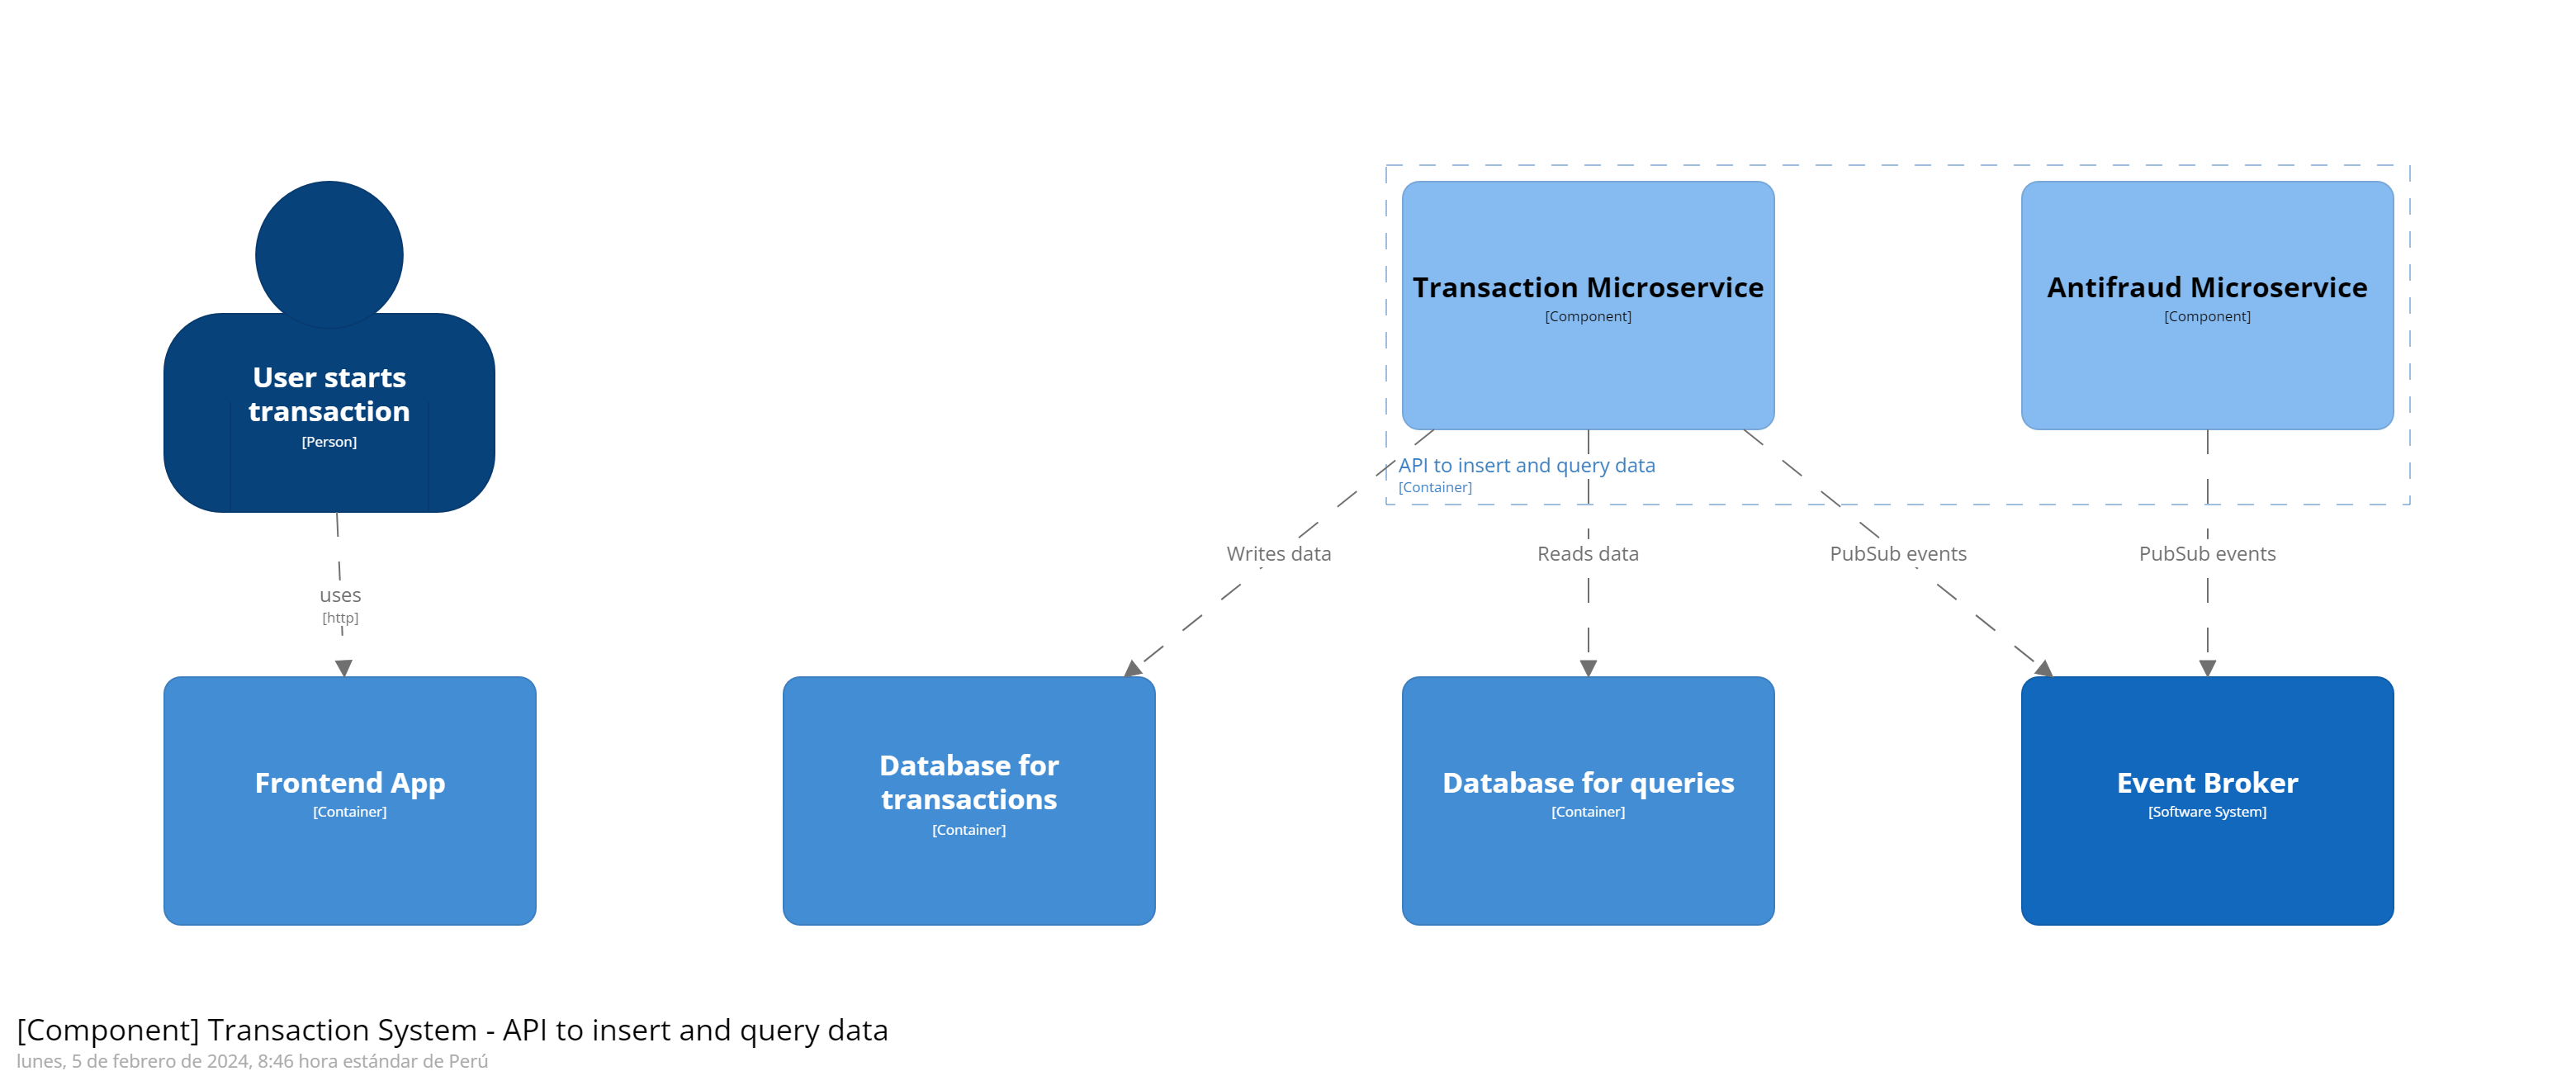 User starts
transaction
[Person]
Transaction Microservice
[Component]
Antifraud Microservice
[Component]
API to insert and query data
[Container]
uses
[http]
Writes data
Reads data
PubSub events
PubSub events
Frontend App
[Container]
Database for
transactions
[Container]
Database for queries
[Container]
Event Broker
[Software System]
[Component] Transaction System - API to insert and query data
lunes, 5 de febrero de 2024, 8:46 hora estándar de Perú